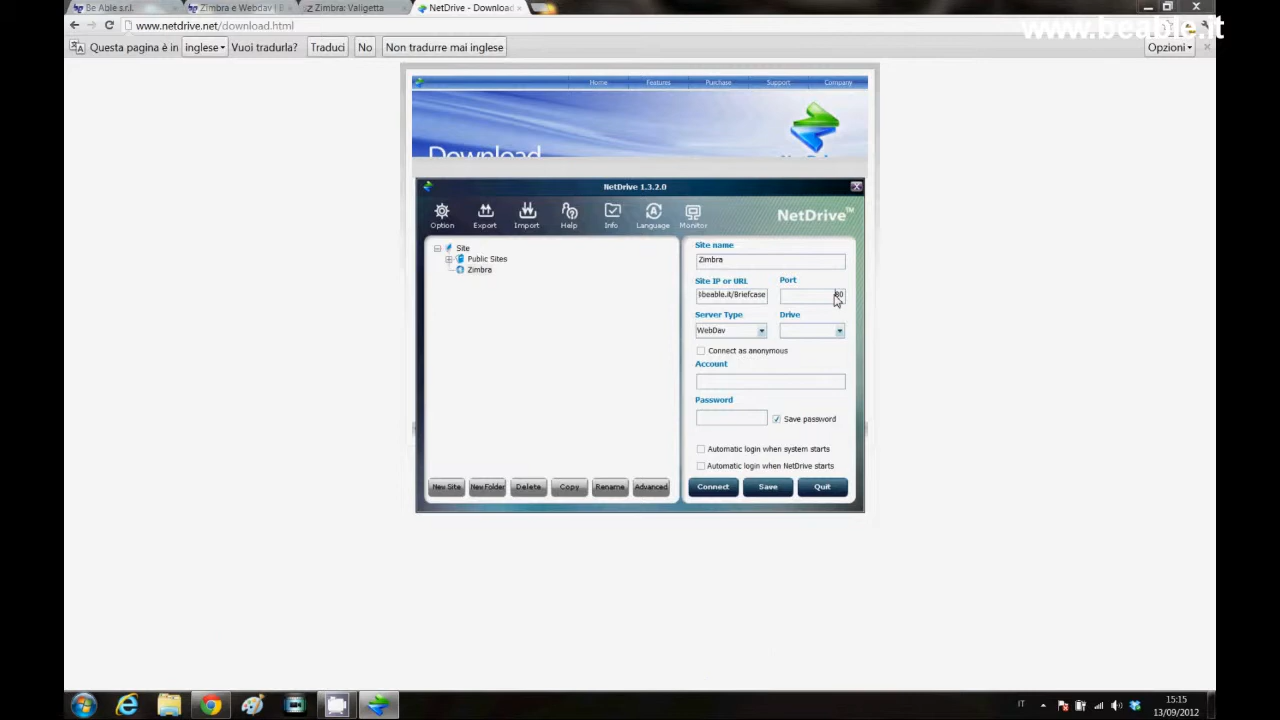 Be Able s.r.l.
Zimbra e Webdav | B
Zimbra: Valigetta
NetDrive - Download
www.netdrive.net/download.html
www.beable.it
Questa pagina è in
inglese
Vuoi tradurla?
Traduci
No
Non tradurre mai inglese
Opzioni
Home
Features
Purchase
Support
Company
Download
NetDrive 1.3.2.0
Option
Export
Import
Help
Info
Language
Monitor
NetDrive™
Site
Public Sites
Zimbra
Site name
Zimbra
Site IP or URL
Port
beable.it/Briefcase
80
Server Type
Drive
WebDav
Connect as anonymous
Account
Password
Save password
Automatic login when system starts
Automatic login when NetDrive starts
New Site
New Folder
Delete
Copy
Rename
Advanced
Connect
Save
Quit
IT
15:15
13/09/2012